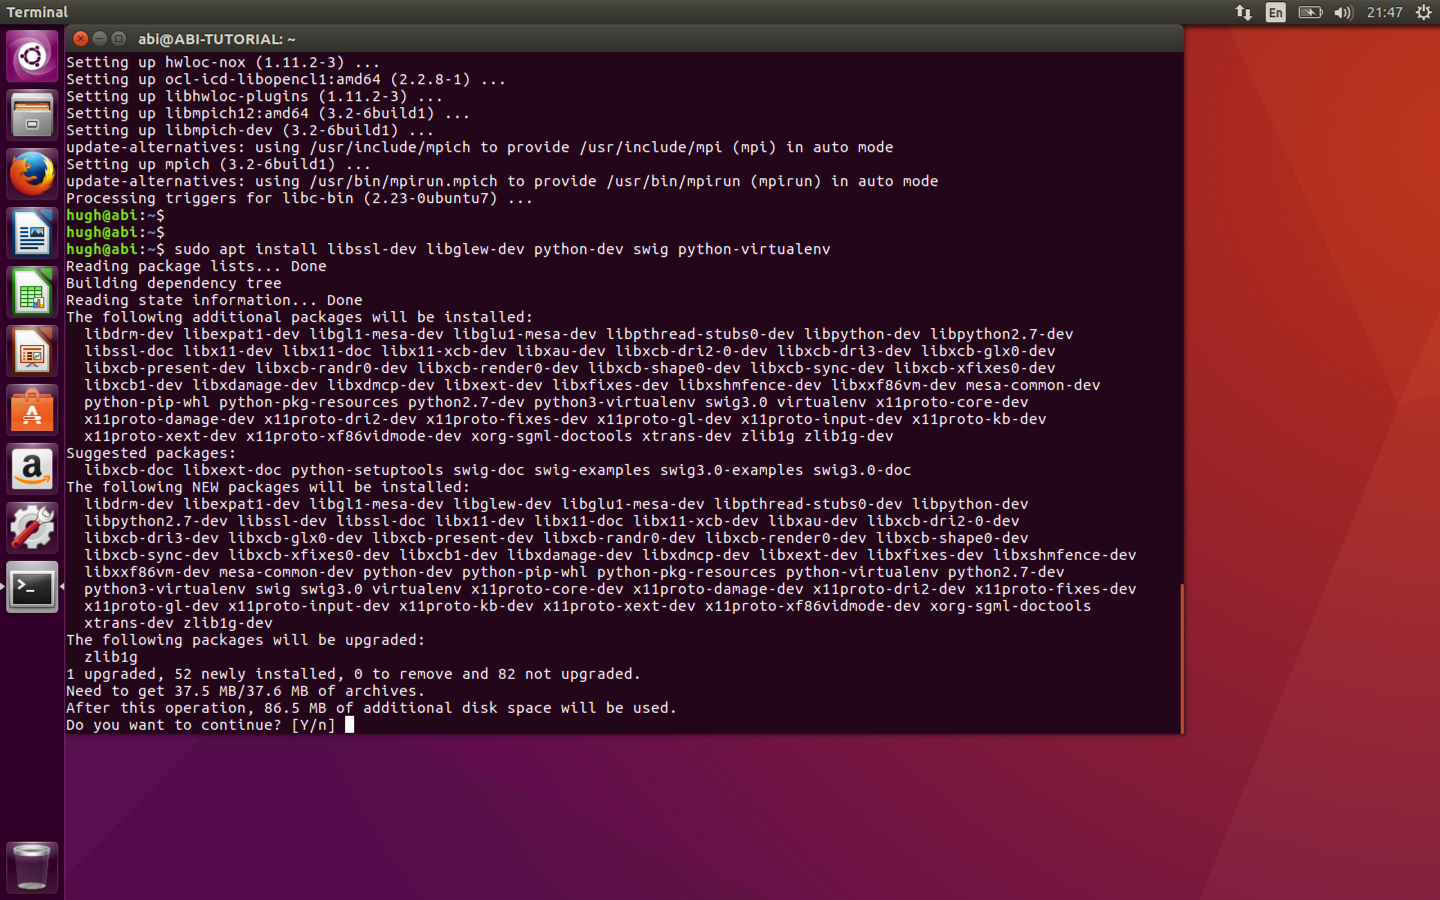 Terminal
En
21:47
abi@ABI-TUTORIAL: ~
Setting up hwloc-nox (1.11.2-3) ...
Setting up ocl-icd-libopencl1:amd64 (2.2.8-1) ...
Setting up libhwloc-plugins (1.11.2-3) ...
Setting up libmpich12:amd64 (3.2-6build1) ...
Setting up libmpich-dev (3.2-6build1) ...
update-alternatives: using /usr/include/mpich to provide /usr/include/mpi (mpi) in auto mode
Setting up mpich (3.2-6build1) ...
update-alternatives: using /usr/bin/mpirun.mpich to provide /usr/bin/mpirun (mpirun) in auto mode
Processing triggers for libc-bin (2.23-0ubuntu7) ...
hugh@abi:~$
hugh@abi:~$
hugh@abi:~$ sudo apt install libssl-dev libglew-dev python-dev swig python-virtualenv
Reading package lists... Done
Building dependency tree
Reading state information... Done
The following additional packages will be installed:
  libdrm-dev libexpat1-dev libgl1-mesa-dev libglu1-mesa-dev libpthread-stubs0-dev libpython-dev libpython2.7-dev
  libssl-doc libx11-dev libx11-doc libx11-xcb-dev libxau-dev libxcb-dri2-0-dev libxcb-dri3-dev libxcb-glx0-dev
  libxcb-present-dev libxcb-randr0-dev libxcb-render0-dev libxcb-shape0-dev libxcb-sync-dev libxcb-xfixes0-dev
  libxcb1-dev libxdamage-dev libxdmcp-dev libxext-dev libxfixes-dev libxshmfence-dev libxxf86vm-dev mesa-common-dev
  python-pip-whl python-pkg-resources python2.7-dev python3-virtualenv swig3.0 virtualenv x11proto-core-dev
  x11proto-damage-dev x11proto-dri2-dev x11proto-fixes-dev x11proto-gl-dev x11proto-input-dev x11proto-kb-dev
  x11proto-xext-dev x11proto-xf86vidmode-dev xorg-sgml-doctools xtrans-dev zlib1g zlib1g-dev
Suggested packages:
  libxcb-doc libxext-doc python-setuptools swig-doc swig-examples swig3.0-examples swig3.0-doc
The following NEW packages will be installed:
  libdrm-dev libexpat1-dev libgl1-mesa-dev libglew-dev libglu1-mesa-dev libpthread-stubs0-dev libpython-dev
  libpython2.7-dev libssl-dev libssl-doc libx11-dev libx11-doc libx11-xcb-dev libxau-dev libxcb-dri2-0-dev
  libxcb-dri3-dev libxcb-glx0-dev libxcb-present-dev libxcb-randr0-dev libxcb-render0-dev libxcb-shape0-dev
  libxcb-sync-dev libxcb-xfixes0-dev libxcb1-dev libxdamage-dev libxdmcp-dev libxext-dev libxfixes-dev libxshmfence-dev
  libxxf86vm-dev mesa-common-dev python-dev python-pip-whl python-pkg-resources python-virtualenv python2.7-dev
  python3-virtualenv swig swig3.0 virtualenv x11proto-core-dev x11proto-damage-dev x11proto-dri2-dev x11proto-fixes-dev
  x11proto-gl-dev x11proto-input-dev x11proto-kb-dev x11proto-xext-dev x11proto-xf86vidmode-dev xorg-sgml-doctools
  xtrans-dev zlib1g-dev
The following packages will be upgraded:
  zlib1g
1 upgraded, 52 newly installed, 0 to remove and 82 not upgraded.
Need to get 37.5 MB/37.6 MB of archives.
After this operation, 86.5 MB of additional disk space will be used.
Do you want to continue? [Y/n]